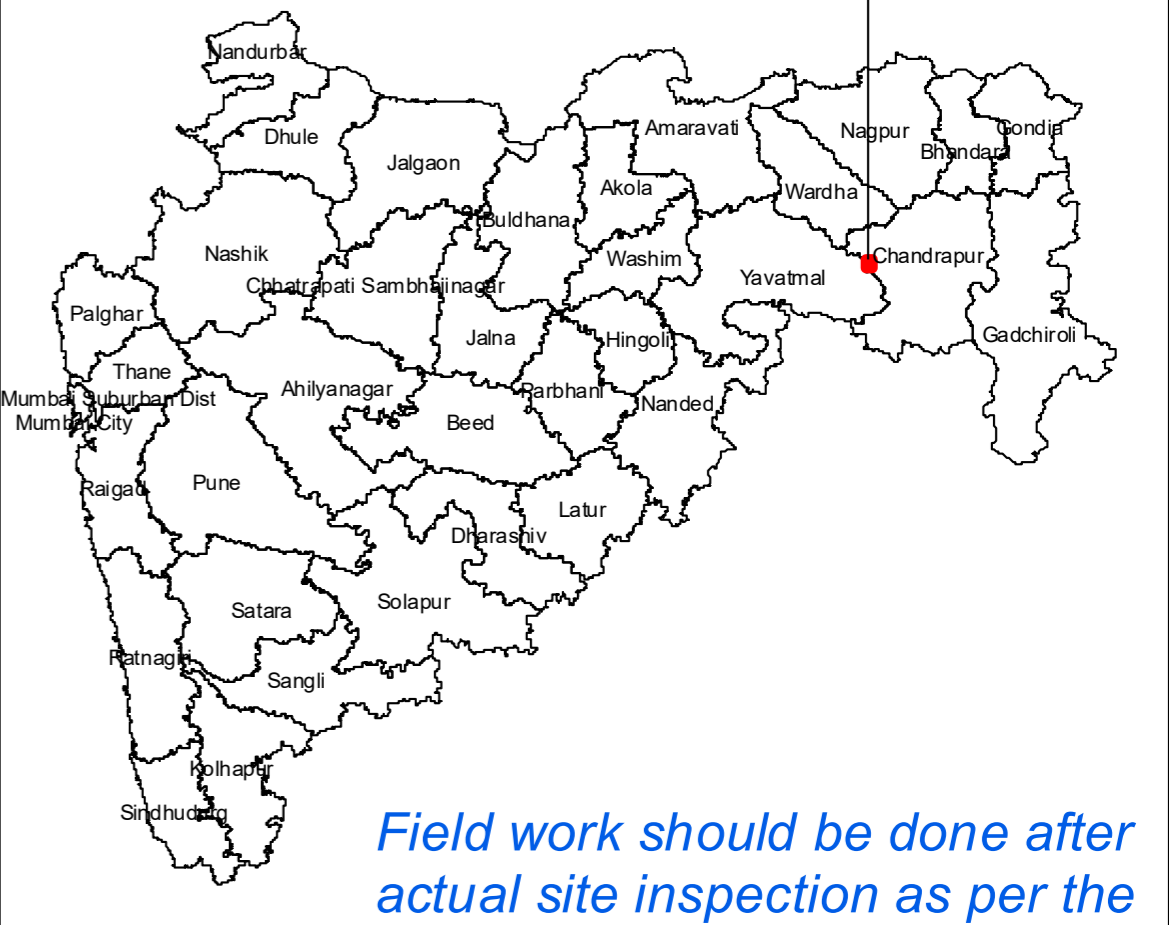 Nandurbar
Dhule
Jalgaon
Amaravati
Nagpur
Gondia
Bhandara
Akola
Wardha
Buldhana
Nashik
Washim
Chandrapur
Chhatrapati Sambhajinagar
Yavatmal
Palghar
Jalna
Hingoli
Gadchiroli
Thane
Ahilyanagar
Parbhani
Mumbai Suburban Dist
Nanded
Mumbai City
Beed
Raigad
Pune
Latur
Dharashiv
Satara
Solapur
Ratnagiri
Sangli
Kolhapur
Sindhudurg
Field work should be done after
actual site inspection as per the